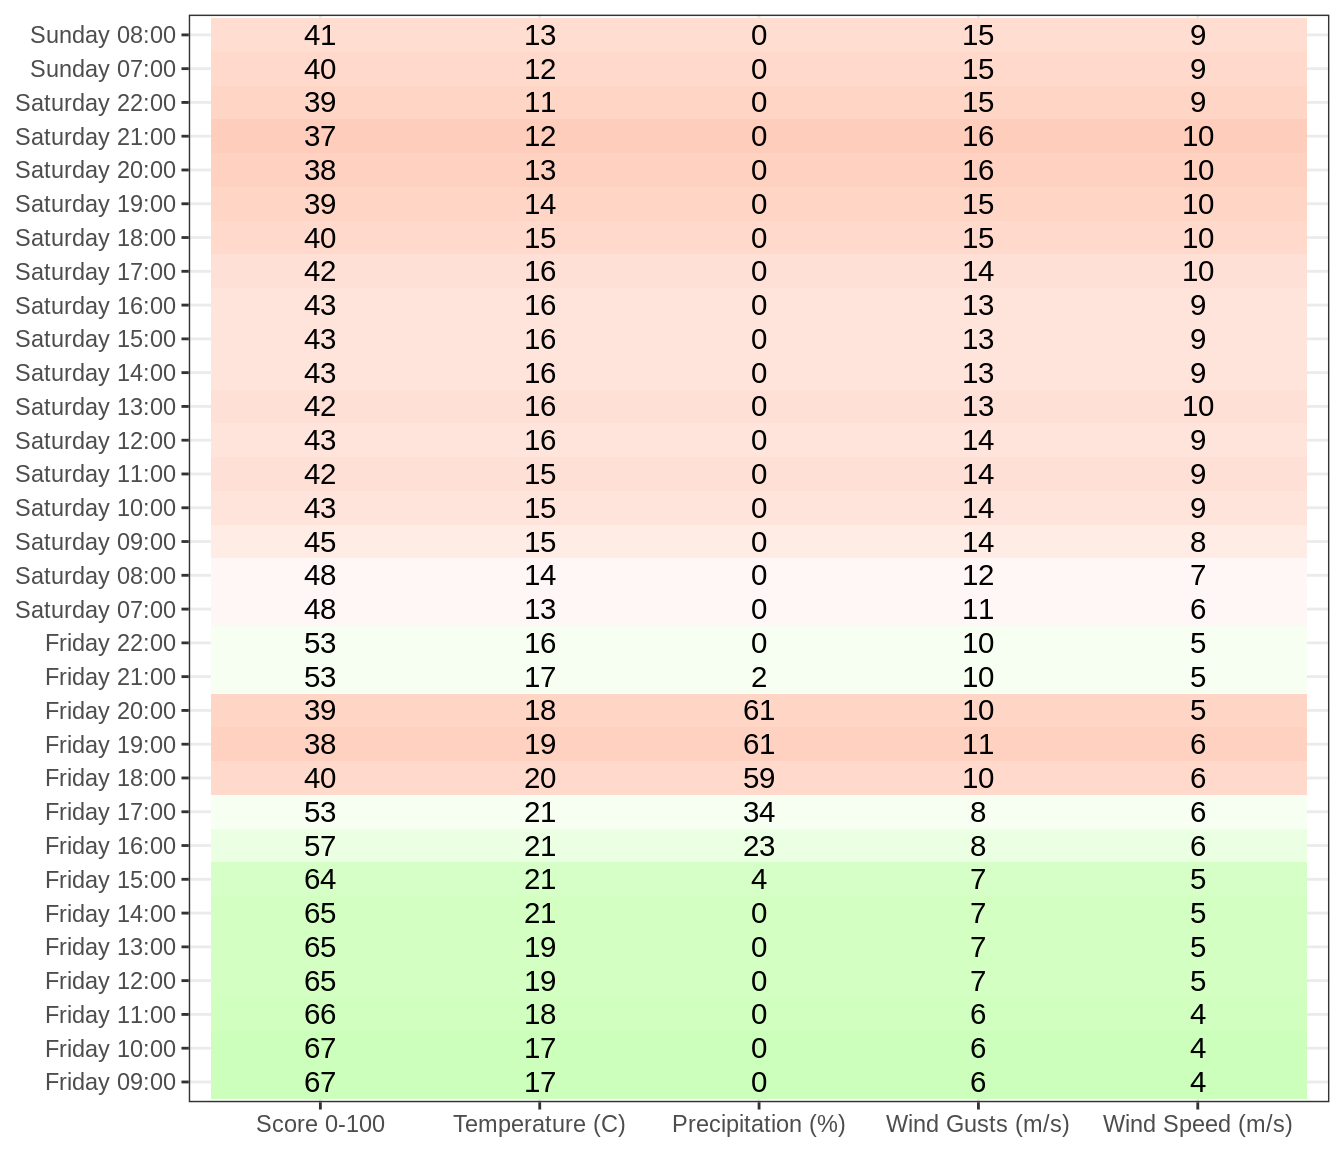 Sunday 08:00 41 13 0 15 9
Sunday 07:00 40 12 0 15 9
Saturday 22:00 39 11 0 15 9
Saturday 21:00 37 12 0 16 10
Saturday 20:00 38 13 0 16 10
Saturday 19:00 39 14 0 15 10
Saturday 18:00 40 15 0 15 10
Saturday 17:00 42 16 0 14 10
Saturday 16:00 43 16 0 13 9
Saturday 15:00 43 16 0 13 9
Saturday 14:00 43 16 0 13 9
Saturday 13:00 42 16 0 13 10
Saturday 12:00 43 16 0 14 9
Saturday 11:00 42 15 0 14 9
Saturday 10:00 43 15 0 14 9
Saturday 09:00 45 15 0 14 8
Saturday 08:00 48 14 0 12 7
Saturday 07:00 48 13 0 11 6
Friday 22:00 53 16 0 10 5
Friday 21:00 53 17 2 10 5
Friday 20:00 39 18 61 10 5
Friday 19:00 38 19 61 11 6
Friday 18:00 40 20 59 10 6
Friday 17:00 53 21 34 8 6
Friday 16:00 57 21 23 8 6
Friday 15:00 64 21 4 7 5
Friday 14:00 65 21 0 7 5
Friday 13:00 65 19 0 7 5
Friday 12:00 65 19 0 7 5
Friday 11:00 66 18 0 6 4
Friday 10:00 67 17 0 6 4
Friday 09:00 67 17 0 6 4
Score 0-100 Temperature (C) Precipitation (%) Wind Gusts (m/s) Wind Speed (m/s)